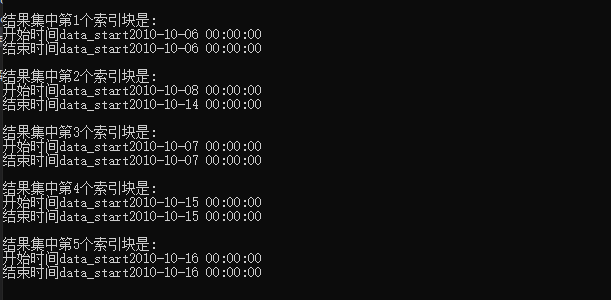 结果集中第1个索引块是:
开始时间data_start2010-10-06 00:00:00
结束时间data_start2010-10-06 00:00:00
结果集中第2个索引块是:
开始时间data_start2010-10-08 00:00:00
结束时间data_start2010-10-14 00:00:00
结果集中第3个索引块是:
开始时间data_start2010-10-07 00:00:00
结束时间data_start2010-10-07 00:00:00
结果集中第4个索引块是:
开始时间data_start2010-10-15 00:00:00
结束时间data_start2010-10-15 00:00:00
结果集中第5个索引块是:
开始时间data_start2010-10-16 00:00:00
结束时间data_start2010-10-16 00:00:00